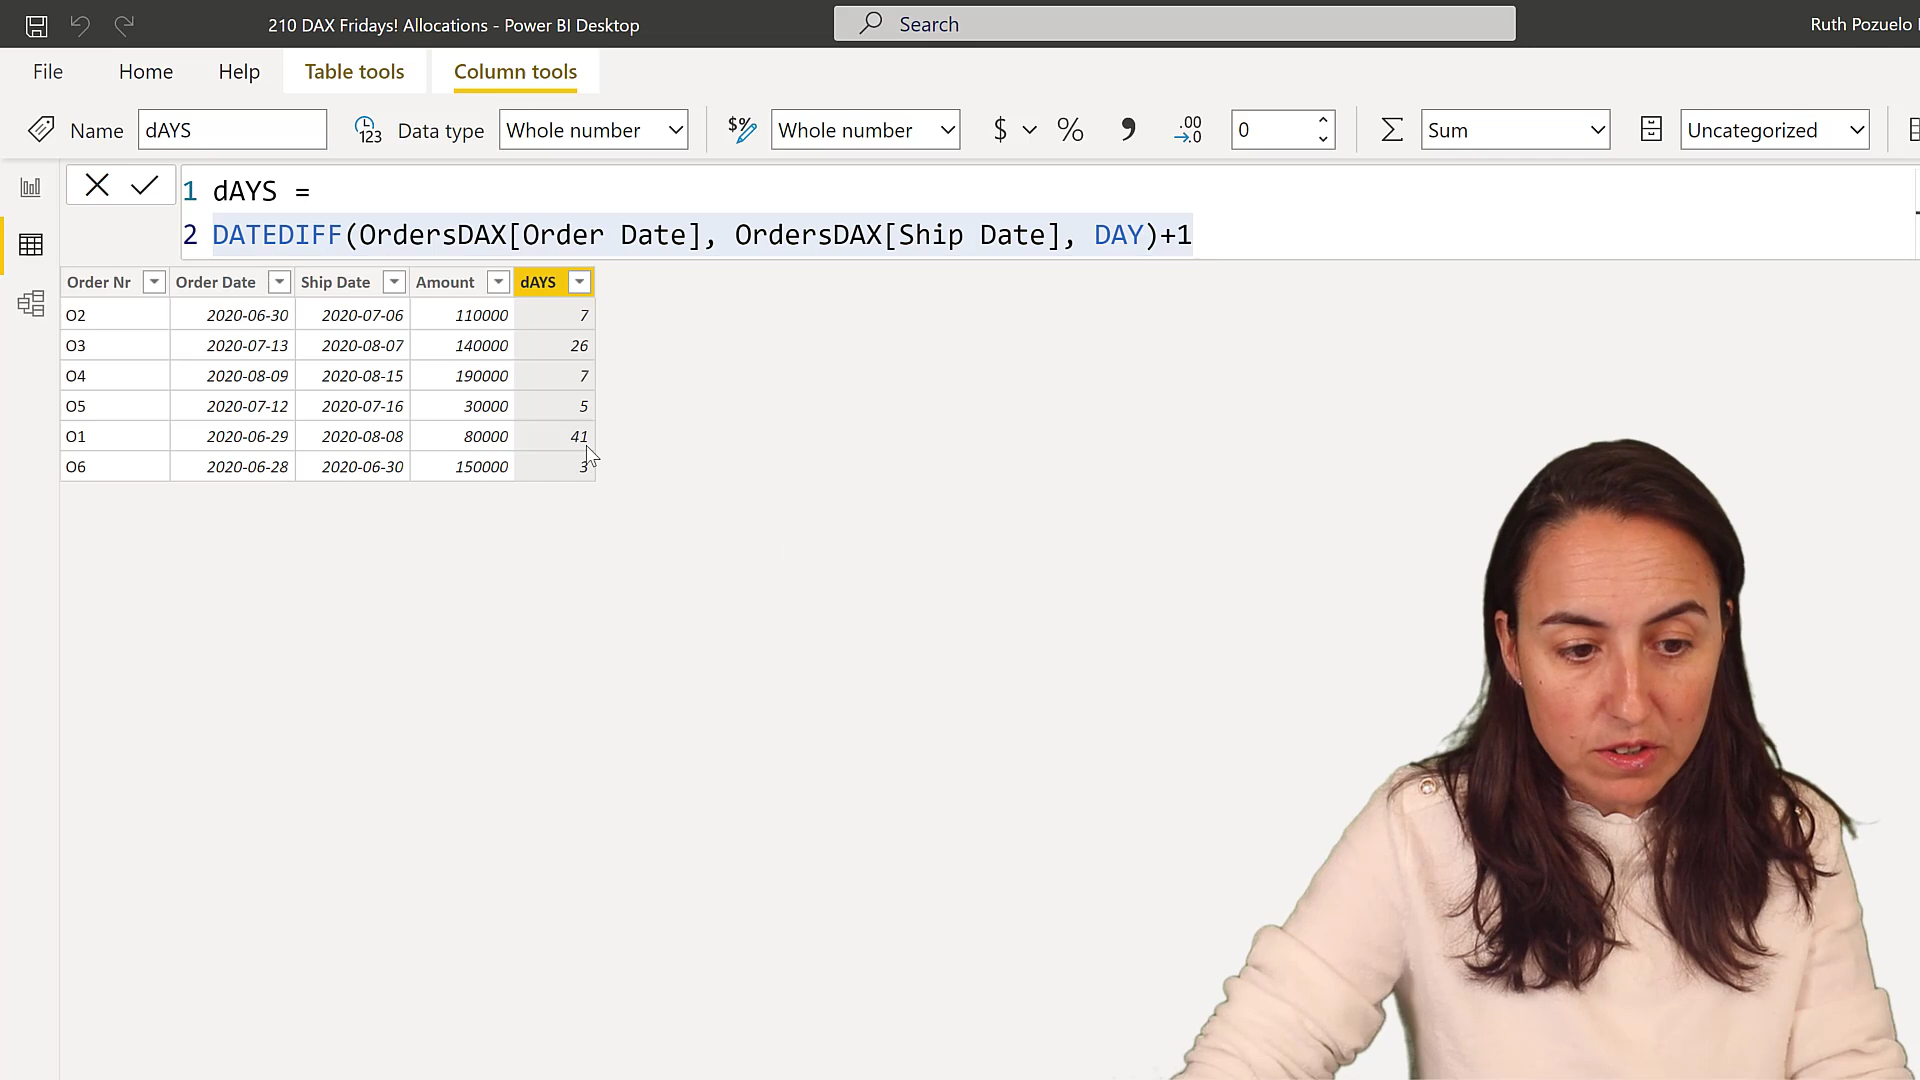 210 DAX Fridays! Allocations - Power BI Desktop
Search
Ruth Pozuelo
File Home Help Table tools Column tools
Name dAYS Data type Whole number Whole number $ % 0 Sum Uncategorized
1 dAYS =
2 DATEDIFF(OrdersDAX[Order Date], OrdersDAX[Ship Date], DAY)+1
Order Nr Order Date Ship Date Amount dAYS
O2 2020-06-30 2020-07-06 110000 7
O3 2020-07-13 2020-08-07 140000 26
O4 2020-08-09 2020-08-15 190000 7
O5 2020-07-12 2020-07-16 30000 5
O1 2020-06-29 2020-08-08 80000 41
O6 2020-06-28 2020-06-30 150000 3